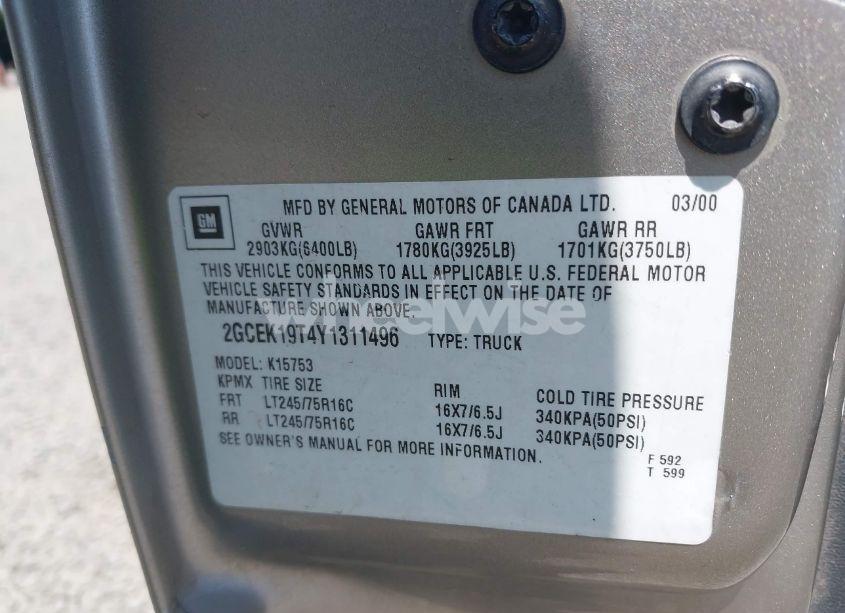 GM
MFD BY GENERAL MOTORS OF CANADA LTD. 03/00
GVWR GAWR FRT GAWR RR
2903KG(6400LB) 1780KG(3925LB) 1701KG(3750LB)
THIS VEHICLE CONFORMS TO ALL APPLICABLE U.S. FEDERAL MOTOR
VEHICLE SAFETY STANDARDS IN EFFECT ON THE DATE OF
MANUFACTURE SHOWN ABOVE.
wheelwise
2GCEK19T4Y1311496 TYPE: TRUCK
MODEL: K15753
KPMX TIRE SIZE RIM COLD TIRE PRESSURE
FRT LT245/75R16C 16X7/6.5J 340KPA(50PSI)
RR LT245/75R16C 16X7/6.5J 340KPA(50PSI)
SEE OWNER'S MANUAL FOR MORE INFORMATION.
F 592
T 599